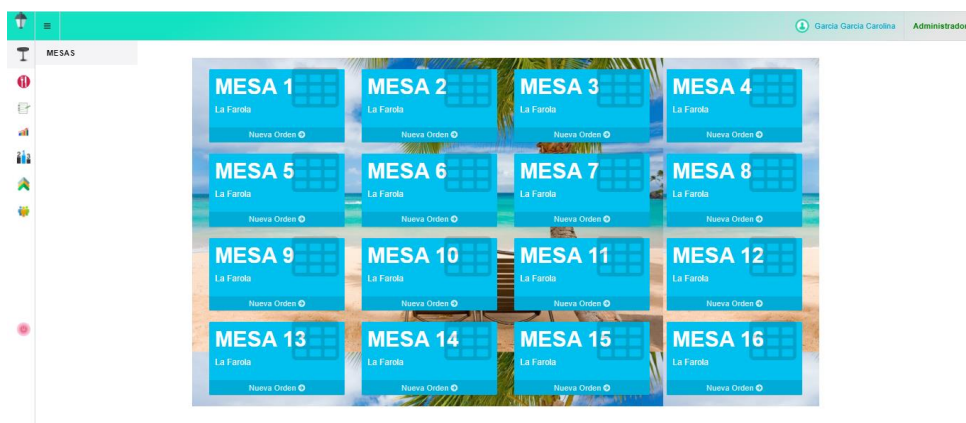 Garcia Garcia Carolina
Administrador
MESAS
MESA 1
La Farola
Nueva Orden
MESA 2
La Farola
Nueva Orden
MESA 3
La Farola
Nueva Orden
MESA 4
La Farola
Nueva Orden
MESA 5
La Farola
Nueva Orden
MESA 6
La Farola
Nueva Orden
MESA 7
La Farola
Nueva Orden
MESA 8
La Farola
Nueva Orden
MESA 9
La Farola
Nueva Orden
MESA 10
La Farola
Nueva Orden
MESA 11
La Farola
Nueva Orden
MESA 12
La Farola
Nueva Orden
MESA 13
La Farola
Nueva Orden
MESA 14
La Farola
Nueva Orden
MESA 15
La Farola
Nueva Orden
MESA 16
La Farola
Nueva Orden